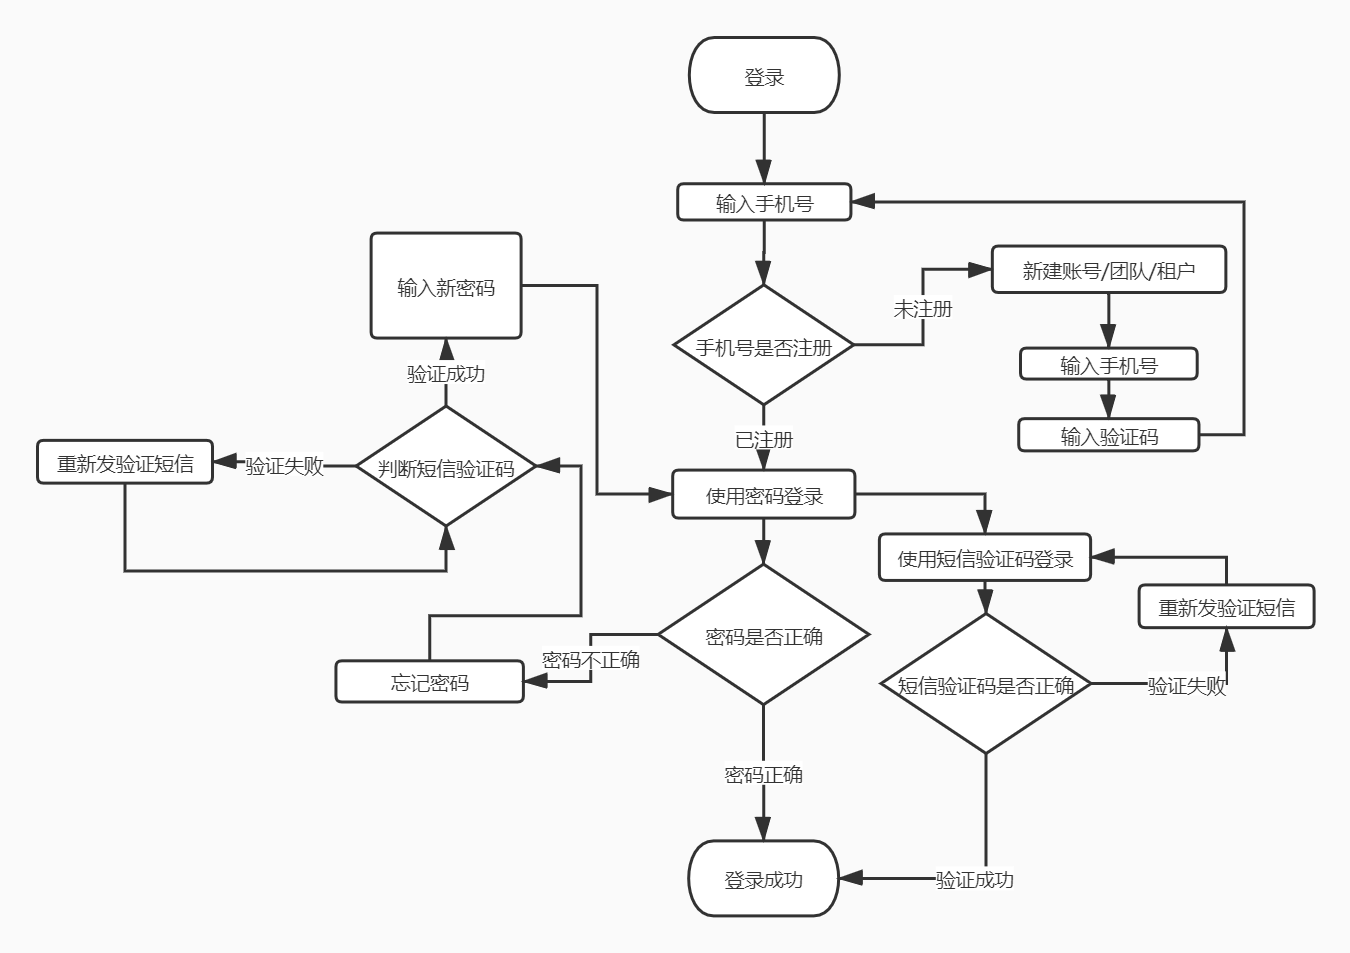 登录
输入手机号
新建账号/团队/租户
输入新密码
未注册
手机号是否注册
输入手机号
验证成功
已注册
输入验证码
重新发验证短信
验证失败
判断短信验证码
使用密码登录
使用短信验证码登录
重新发验证短信
密码是否正确
密码不正确
忘记密码
短信验证码是否正确
验证失败
密码正确
登录成功
验证成功